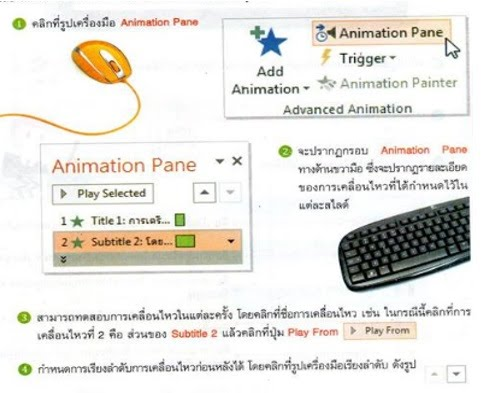 1 คลิกที่รูปเครื่องมือ Animation Pane
Add
Animation
Animation Pane
Trigger
Animation Painter
Advanced Animation
Animation Pane
Play Selected
1 Title 1: การเตรี...
2 Subtitle 2: โดย...
2 จะปรากฏกรอบ Animation Pane
ทางด้านขวามือ ซึ่งจะปรากฏรายละเอียด
ของการเคลื่อนไหวที่ได้กำหนดไว้ใน
แต่ละสไลด์
3 สามารถทดสอบการเคลื่อนไหวในแต่ละครั้ง โดยคลิกที่ชื่อการเคลื่อนไหว เช่น ในกรณีนี้คลิกที่การ
เคลื่อนไหวที่ 2 คือ ส่วนของ Subtitle 2 แล้วคลิกที่ปุ่ม Play From Play From
4 กำหนดการเรียงลำดับการเคลื่อนไหวก่อนหลังได้ โดยคลิกที่รูปเครื่องมือเรียงลำดับ ดังรูป